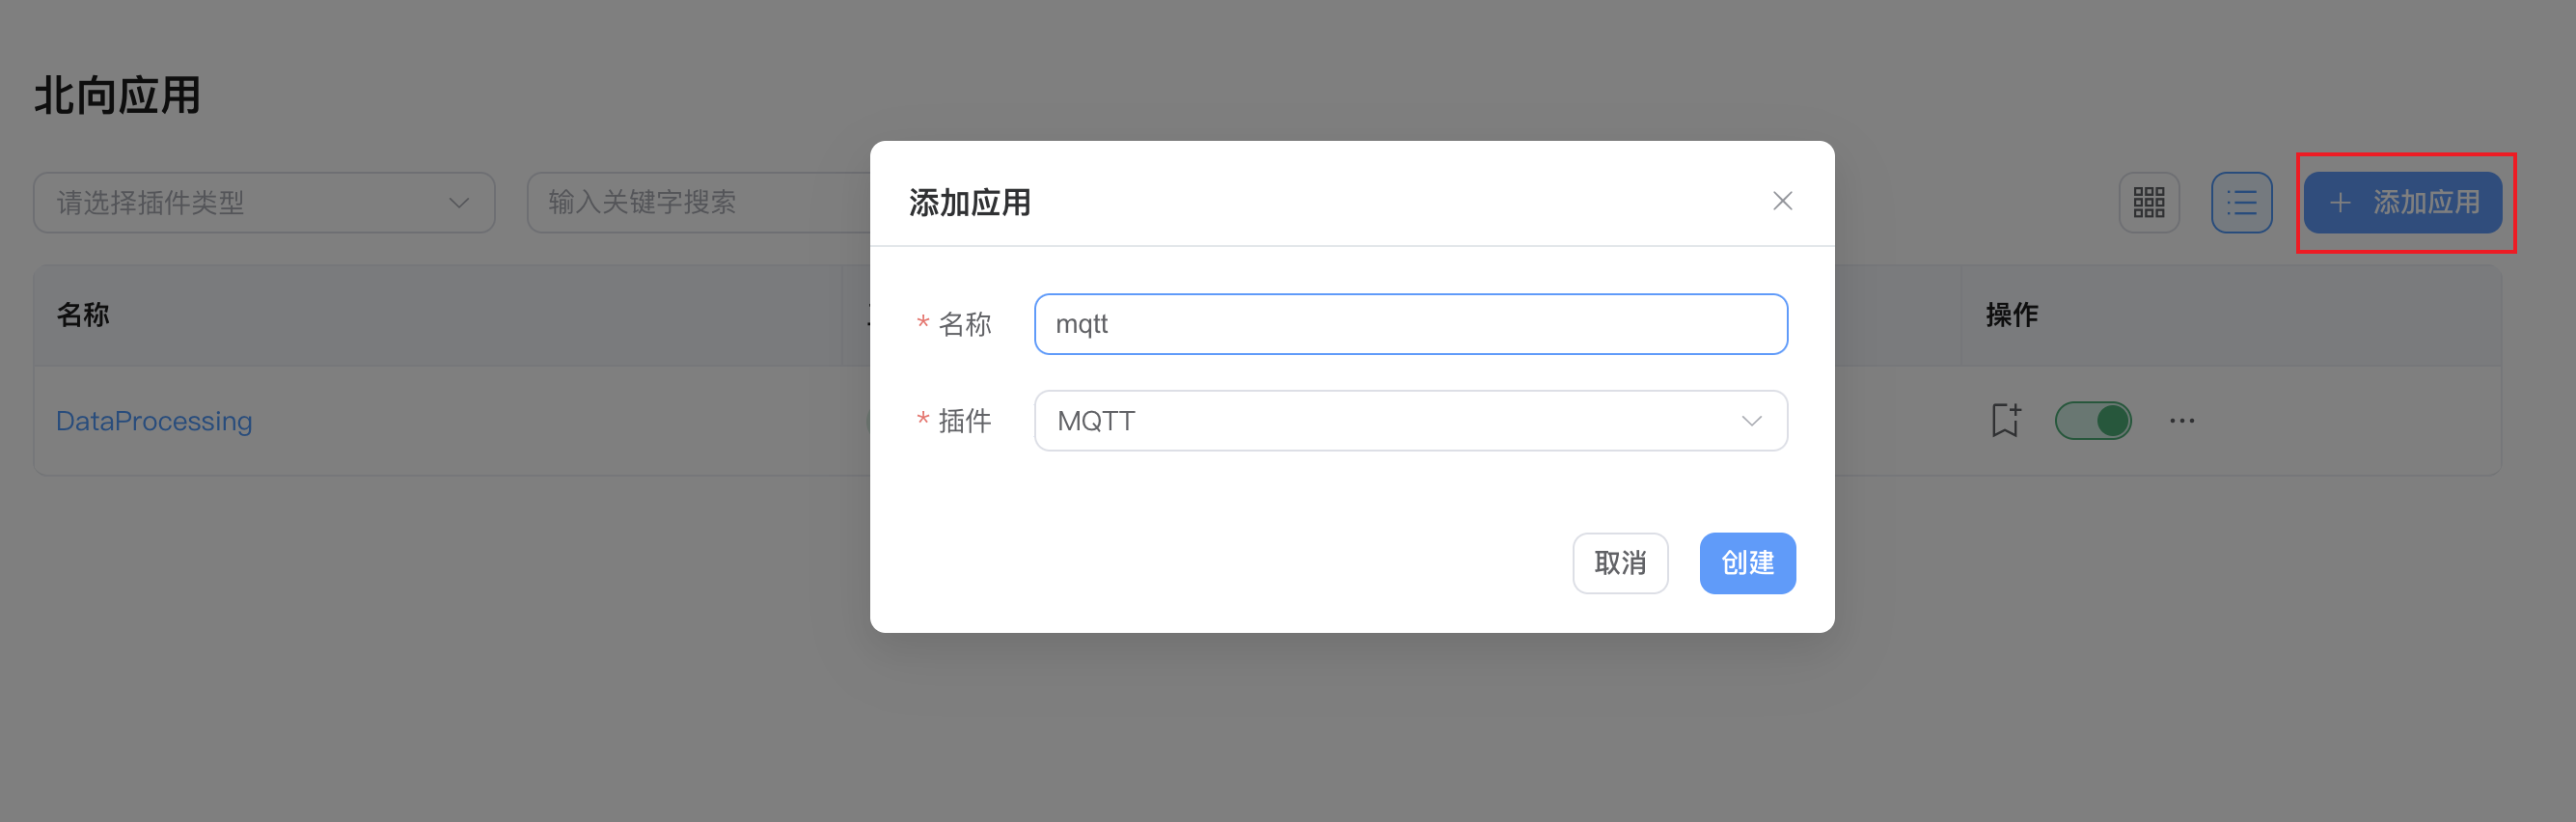 北向应用
请选择插件类型
输入关键字搜索
+ 添加应用
名称
操作
DataProcessing
添加应用
* 名称
mqtt
* 插件
MQTT
取消
创建